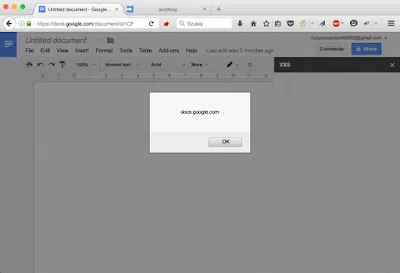 Untitled document - Google...
anything
https://docs.google.com/document/d/1CF
Szukaj
Untitled document
File Edit View Insert Format Tools Table Add-ons Help Last edit was 2 minutes ago
Comments Share
100% Normal text Arial None
XSS
docs.google.com
OK